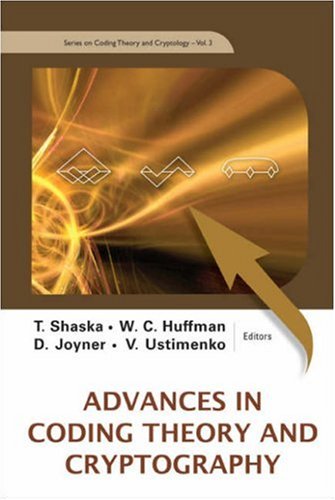 Series on Coding Theory and Cryptology – Vol. 3
T. Shaska • W. C. Huffman
D. Joyner • V. Ustimenko
Editors
ADVANCES IN
CODING THEORY AND
CRYPTOGRAPHY